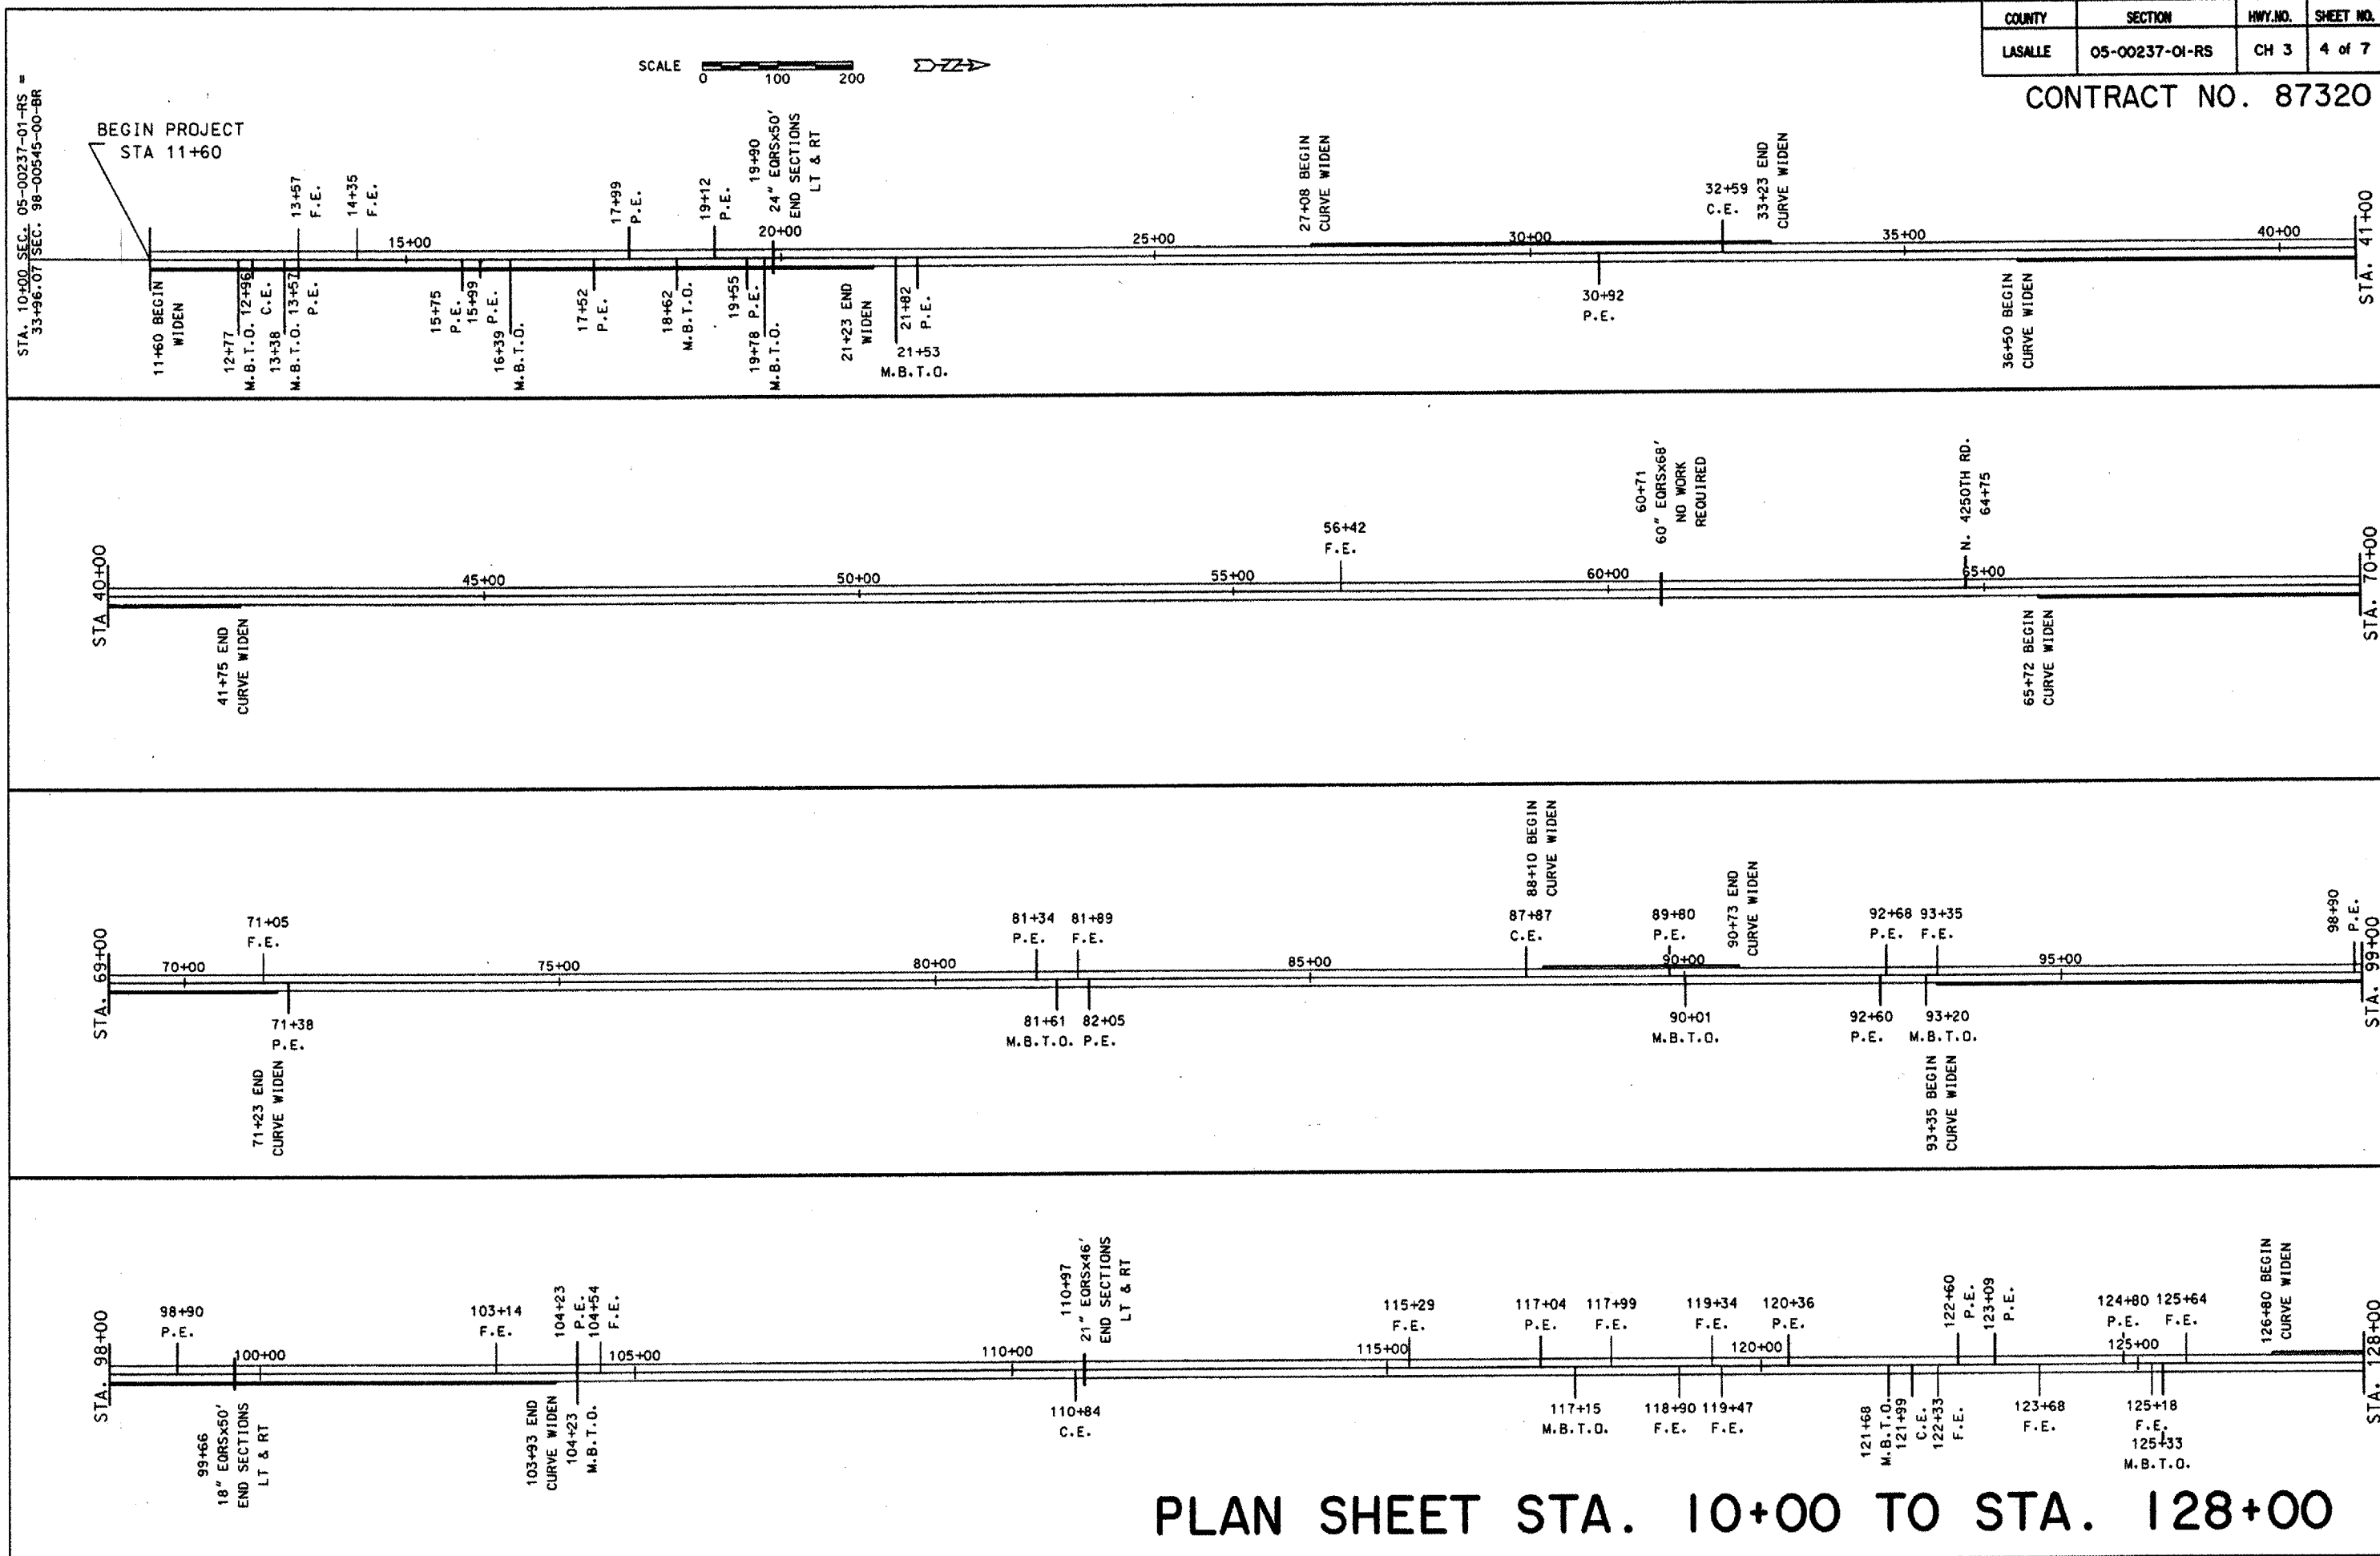 COUNTY SECTION HWY.NO. SHEET NO.
LASALLE 05-00237-01-RS CH 3 4 of 7
CONTRACT NO. 87320
SCALE
0 100 200
STA. 10+00 SEC. 05-00237-01-RS =
33+96.07 SEC. 98-00545-00-BR
BEGIN PROJECT
STA 11+60
13+57
F.E.
14+35
F.E.
17+99
P.E.
19+12
P.E.
19+90
24" EQRSx50'
END SECTIONS
LT & RT
27+08 BEGIN
CURVE WIDEN
32+59
C.E.
33+23 END
CURVE WIDEN
15+00
20+00
25+00
30+00
35+00
40+00
STA. 41+00
11+60 BEGIN
WIDEN
12+77
M.B.T.O.
12+96
C.E.
13+38
M.B.T.O.
13+57
P.E.
15+75
P.E.
15+99
P.E.
16+39
M.B.T.O.
17+52
P.E.
18+62
M.B.T.O.
19+55
P.E.
19+78
M.B.T.O.
21+23 END
WIDEN
21+82
P.E.
21+53
M.B.T.O.
30+92
P.E.
36+50 BEGIN
CURVE WIDEN
STA 40+00
45+00
50+00
55+00
56+42
F.E.
60+00
60+71
60" EQRSx68'
NO WORK
REQUIRED
N. 4250TH RD.
64+75
65+00
STA. 70+00
41+75 END
CURVE WIDEN
65+72 BEGIN
CURVE WIDEN
STA. 69+00
70+00
71+05
F.E.
75+00
80+00
81+34
P.E.
81+89
F.E.
85+00
88+10 BEGIN
CURVE WIDEN
87+87
C.E.
89+80
P.E.
90+00
90+73 END
CURVE WIDEN
92+68
P.E.
93+35
F.E.
95+00
98+90
P.E.
STA. 99+00
71+38
P.E.
71+23 END
CURVE WIDEN
81+61
M.B.T.O.
82+05
P.E.
90+01
M.B.T.O.
92+60
P.E.
93+20
M.B.T.O.
93+35 BEGIN
CURVE WIDEN
STA. 98+00
98+90
P.E.
100+00
103+14
F.E.
104+23
P.E.
104+54
F.E.
105+00
110+00
110+97
21" EQRSx46'
END SECTIONS
LT & RT
115+00
115+29
F.E.
117+04
P.E.
117+99
F.E.
119+34
F.E.
120+00
120+36
P.E.
122+60
P.E.
123+09
P.E.
124+80
P.E.
125+00
125+64
F.E.
126+80 BEGIN
CURVE WIDEN
STA. 128+00
99+66
18" EQRSx50'
END SECTIONS
LT & RT
103+93 END
CURVE WIDEN
104+23
M.B.T.O.
110+84
C.E.
117+15
M.B.T.O.
118+90
F.E.
119+47
F.E.
121+68
M.B.T.O.
121+99
C.E.
122+33
F.E.
123+68
F.E.
125+18
F.E.
125+33
M.B.T.O.
PLAN SHEET STA. 10+00 TO STA. 128+00